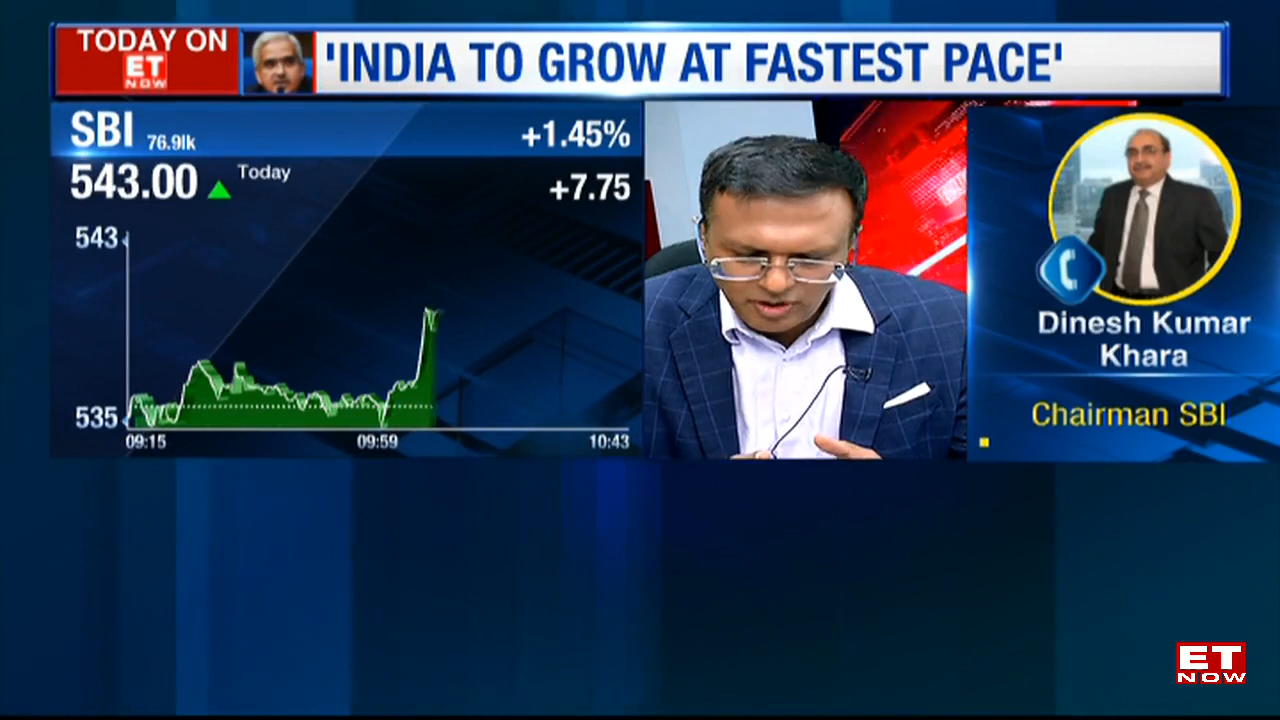 TODAY ON
ET
NOW
'INDIA TO GROW AT FASTEST PACE'
SBI 76.9lk +1.45%
543.00 Today +7.75
543
535
09:15 09:59 10:43
Dinesh Kumar
Khara
Chairman SBI
ET
NOW